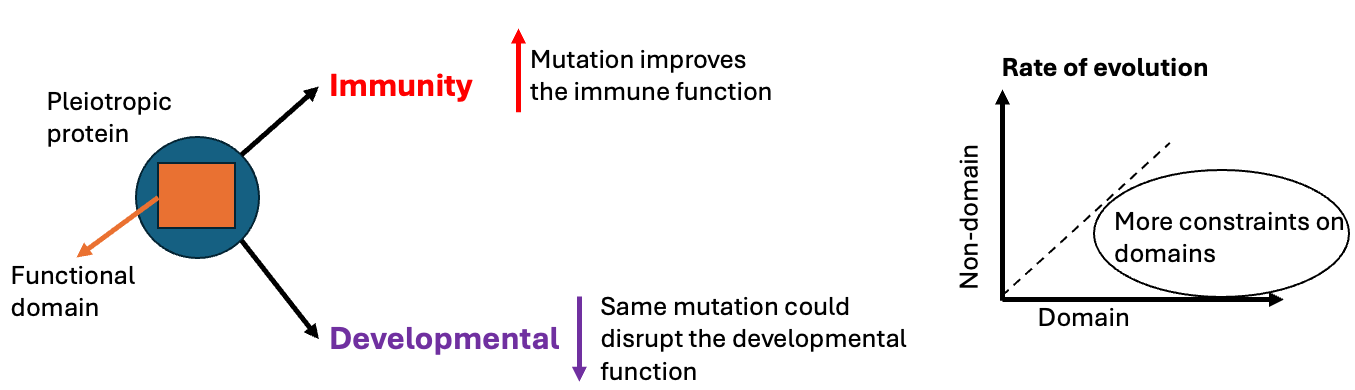 Pleiotropic
protein
Functional
domain
Immunity
Mutation improves
the immune function
Developmental
Same mutation could
disrupt the developmental
function
Rate of evolution
Non-domain
More constraints on
domains
Domain